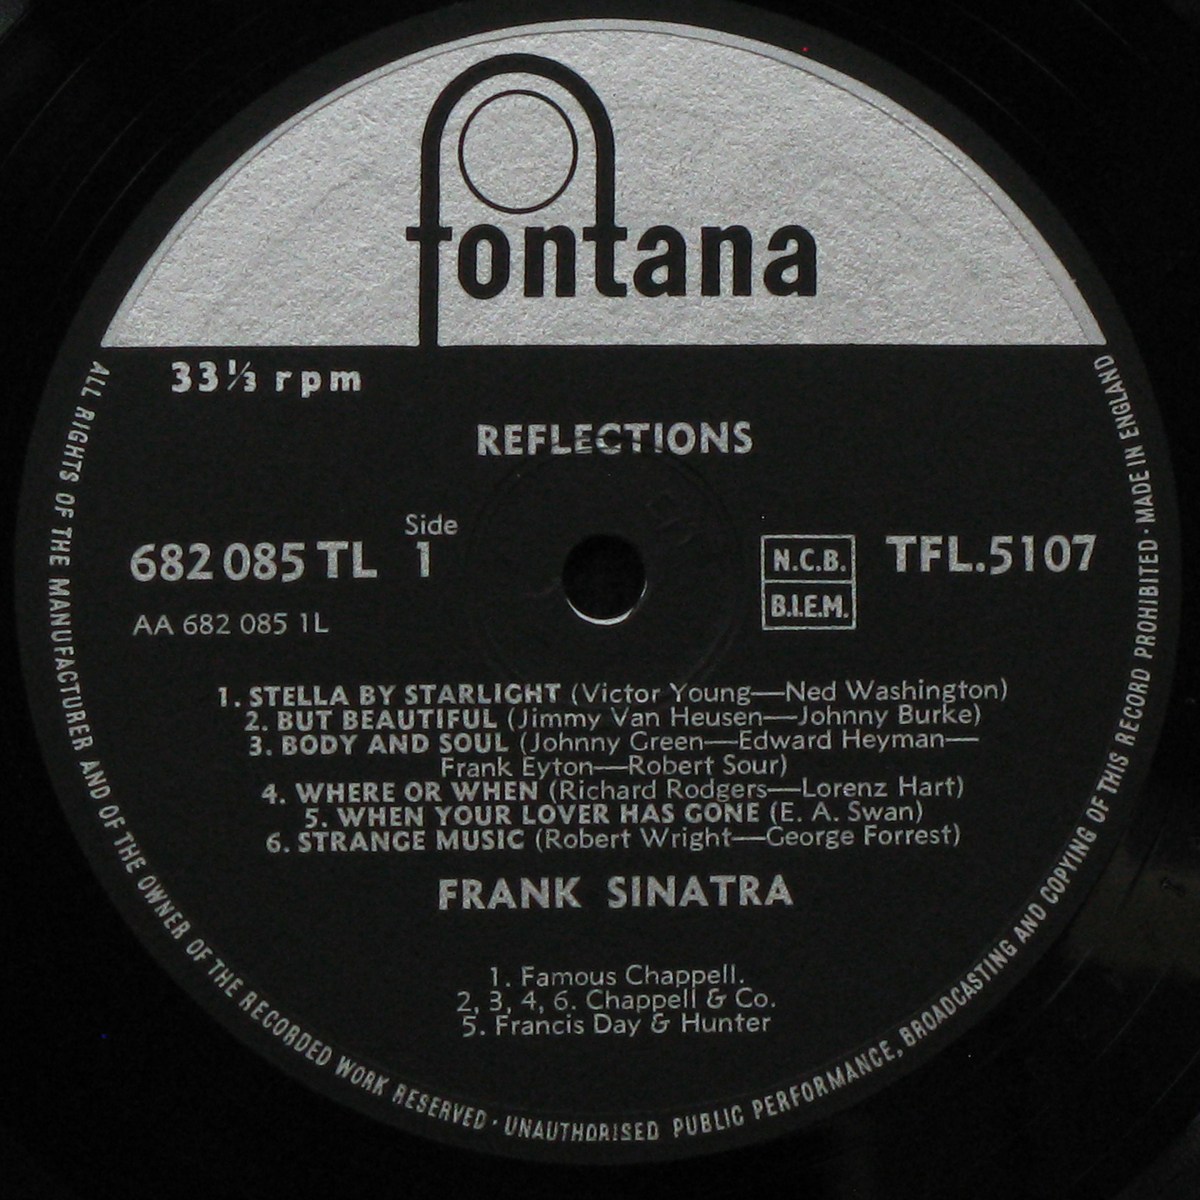 fontana
33⅓ rpm
REFLECTIONS
682 085 TL
Side
1
AA 682 085 1L
N.C.B.
B.I.E.M.
TFL.5107
1. STELLA BY STARLIGHT (Victor Young—Ned Washington)
2. BUT BEAUTIFUL (Jimmy Van Heusen—Johnny Burke)
3. BODY AND SOUL (Johnny Green—Edward Heyman—
Frank Eyton—Robert Sour)
4. WHERE OR WHEN (Richard Rodgers—Lorenz Hart)
5. WHEN YOUR LOVER HAS GONE (E. A. Swan)
6. STRANGE MUSIC (Robert Wright—George Forrest)
FRANK SINATRA
1. Famous Chappell.
2, 3, 4, 6. Chappell & Co.
5. Francis Day & Hunter
ALL RIGHTS OF THE MANUFACTURER AND OF THE OWNER OF THE RECORDED WORK RESERVED · UNAUTHORISED PUBLIC PERFORMANCE, BROADCASTING AND COPYING OF THIS RECORD PROHIBITED · MADE IN ENGLAND